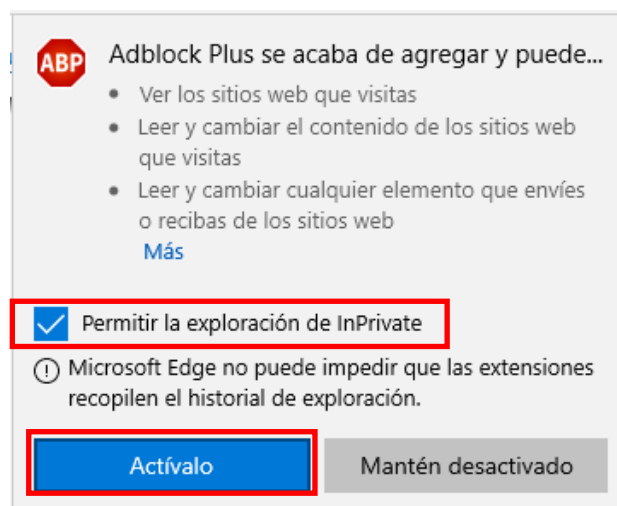 ABP
Adblock Plus se acaba de agregar y puede...
• Ver los sitios web que visitas
• Leer y cambiar el contenido de los sitios web
que visitas
• Leer y cambiar cualquier elemento que envíes
o recibas de los sitios web
Más
Permitir la exploración de InPrivate
Microsoft Edge no puede impedir que las extensiones
recopilen el historial de exploración.
Actívalo
Mantén desactivado